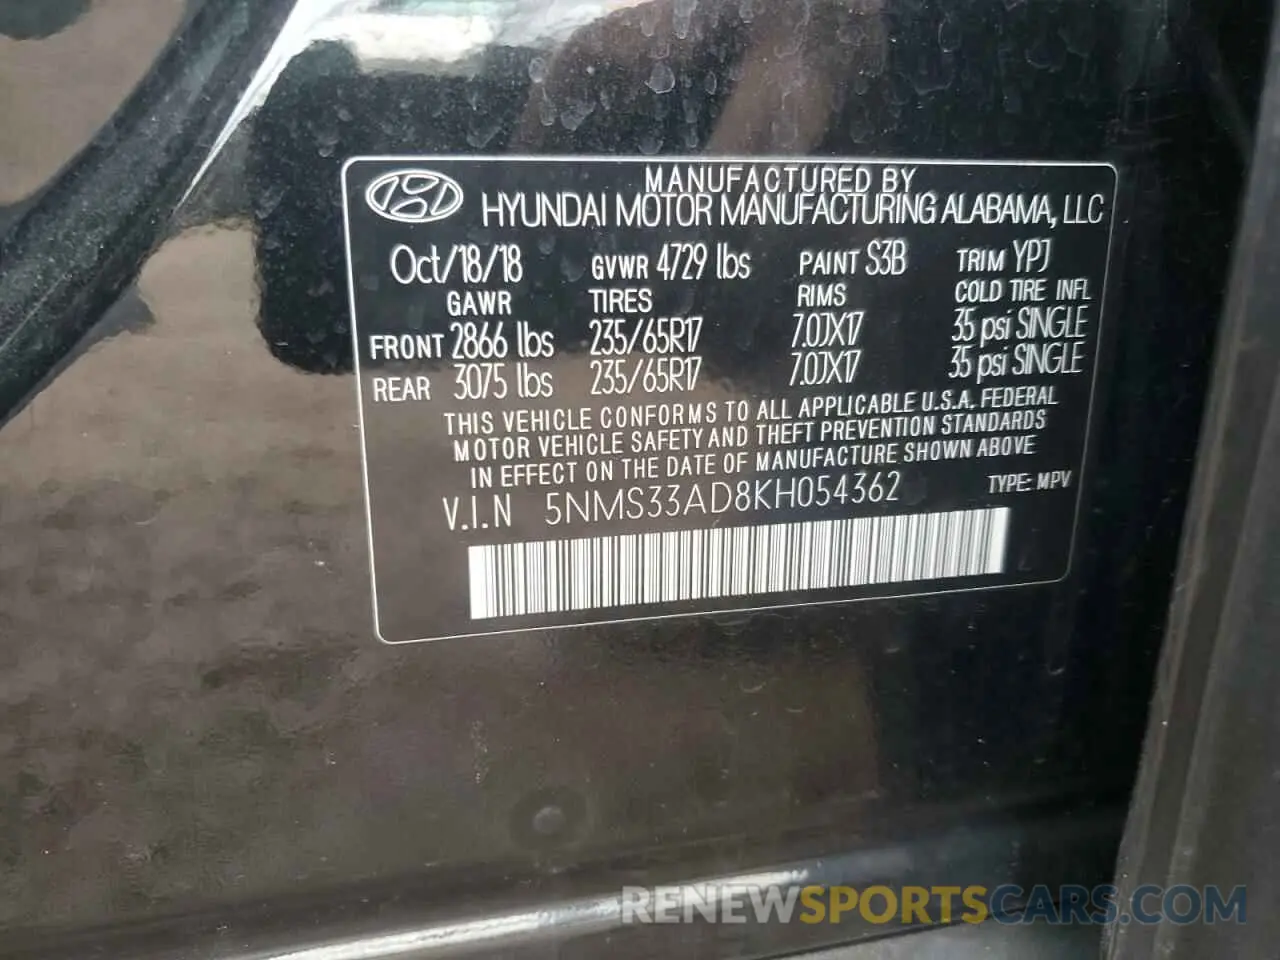 MANUFACTURED BY
HYUNDAI MOTOR MANUFACTURING ALABAMA, LLC
Oct/18/18 GVWR 4729 lbs PAINT S3B TRIM YPJ
GAWR TIRES RIMS COLD TIRE INFL
FRONT 2866 lbs 235/65R17 7.0JX17 35 psi SINGLE
REAR 3075 lbs 235/65R17 7.0JX17 35 psi SINGLE
THIS VEHICLE CONFORMS TO ALL APPLICABLE U.S.A. FEDERAL
MOTOR VEHICLE SAFETY AND THEFT PREVENTION STANDARDS
IN EFFECT ON THE DATE OF MANUFACTURE SHOWN ABOVE
V.I.N 5NMS33AD8KH054362 TYPE: MPV
RENEWSPORTSCARS.COM